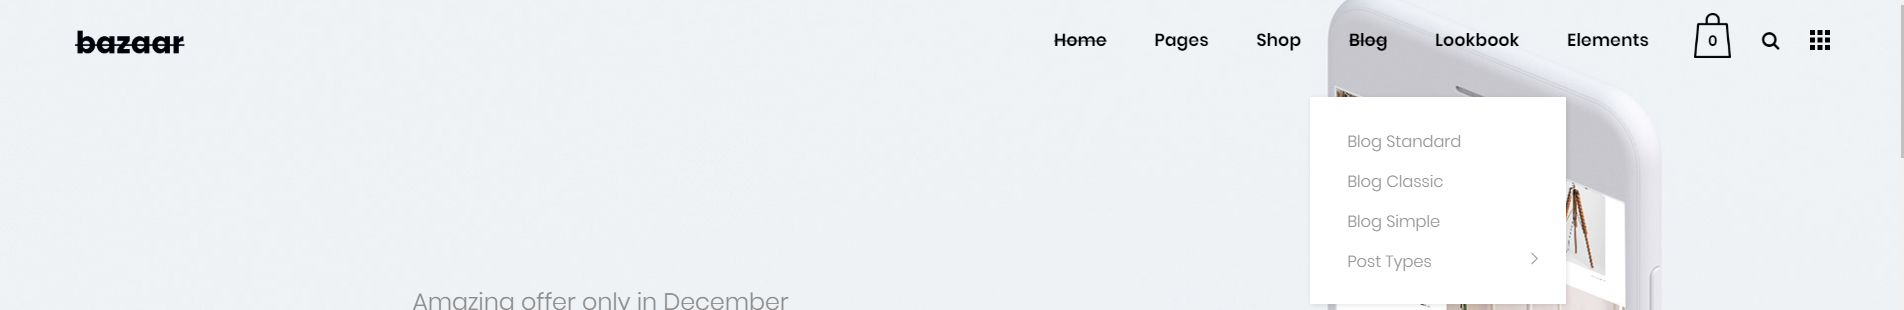 bazaar
Home Pages Shop Blog Lookbook Elements 0
Blog Standard
Blog Classic
Blog Simple
Post Types
Amazing offer only in December